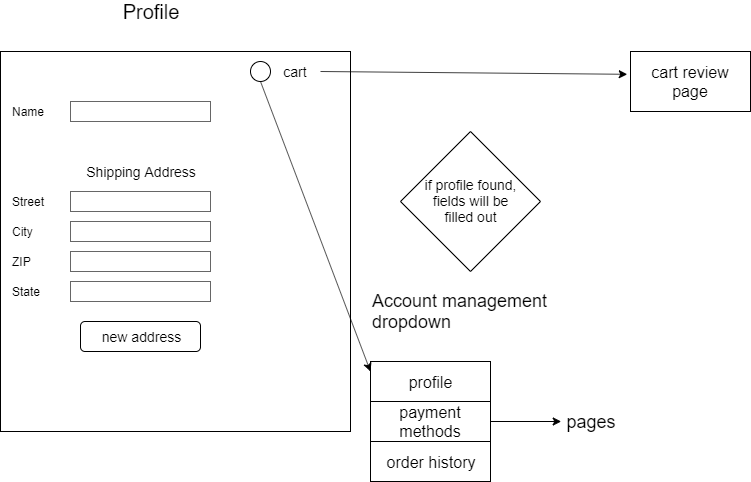 Profile
cart
cart review
page
Name
Shipping Address
Street
City
ZIP
State
new address
if profile found,
fields will be
filled out
Account management
dropdown
profile
payment
methods
order history
pages